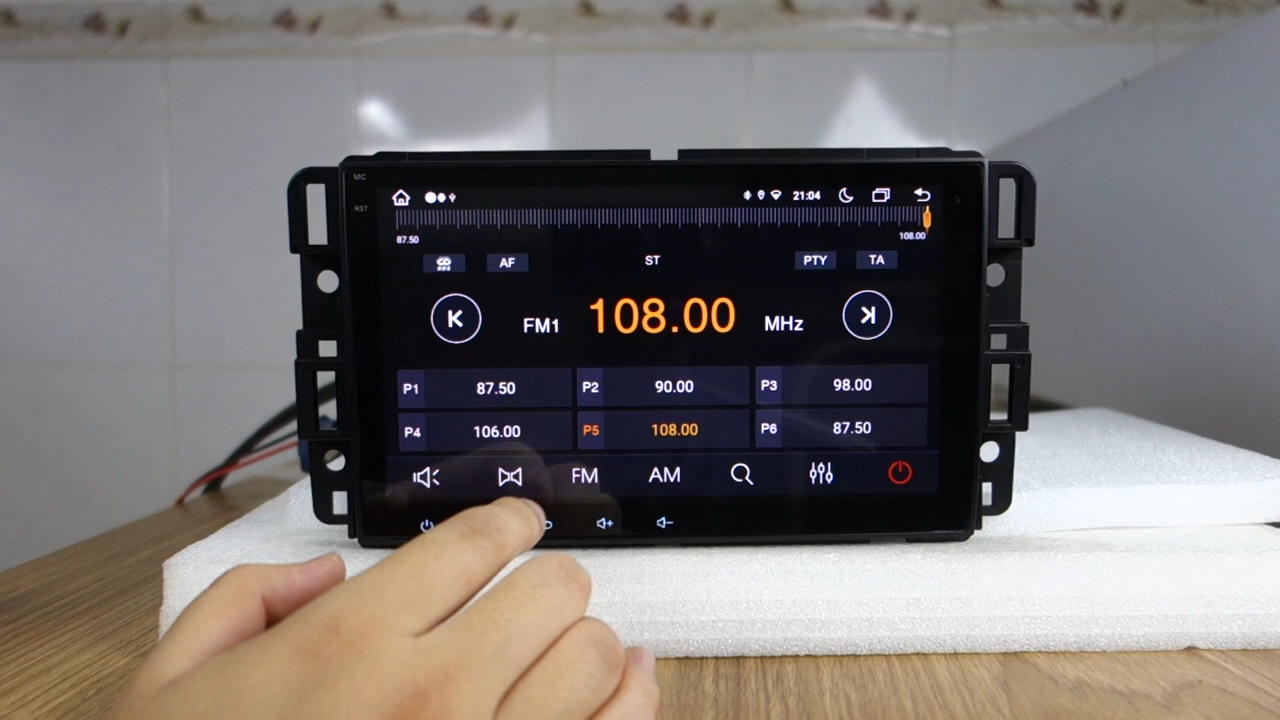 MIC
RST
21:04
87.50 108.00
AF ST PTY TA
FM1 108.00 MHz
P1 87.50 P2 90.00 P3 98.00
P4 106.00 P5 108.00 P6 87.50
FM AM